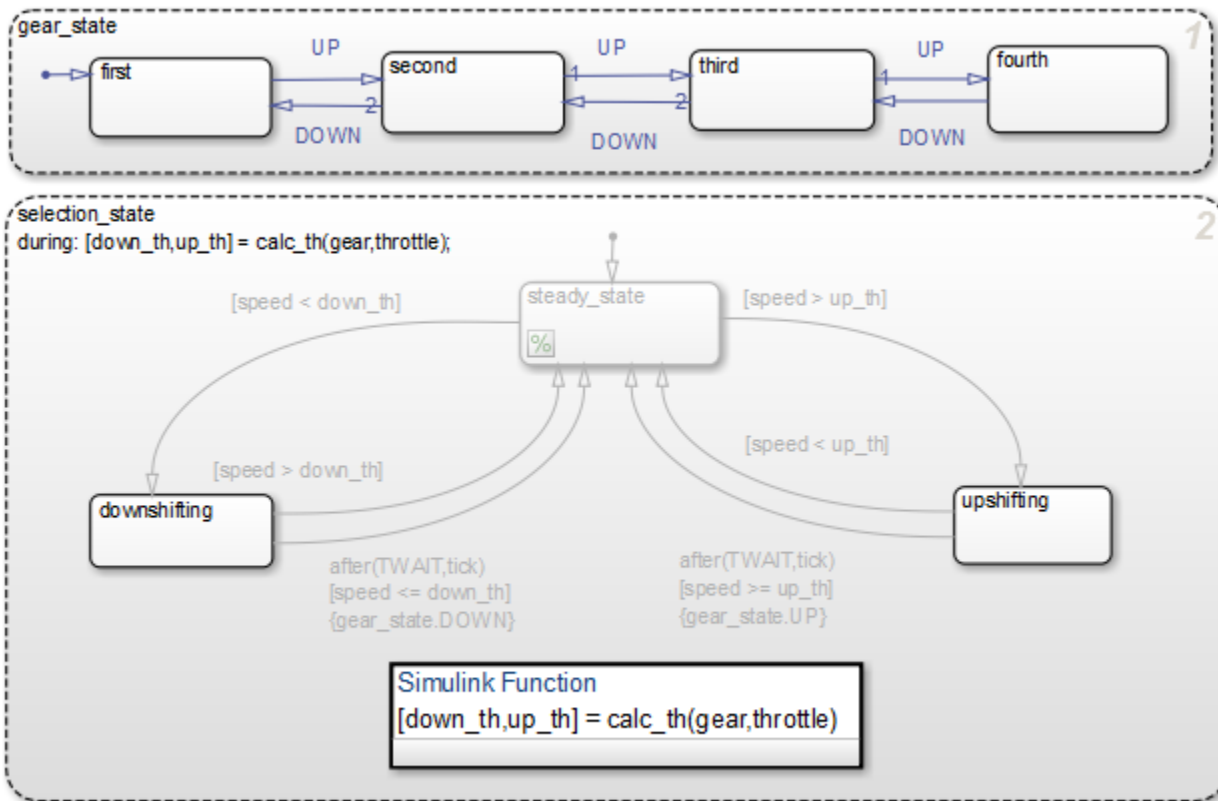 gear_state
1
UP
UP
UP
first
second
third
fourth
1
1
2
2
DOWN
DOWN
DOWN
selection_state
2
during: [down_th,up_th] = calc_th(gear,throttle);
[speed < down_th]
steady_state
[speed > up_th]
%
[speed > down_th]
[speed < up_th]
downshifting
upshifting
after(TWAIT,tick)
[speed <= down_th]
{gear_state.DOWN}
after(TWAIT,tick)
[speed >= up_th]
{gear_state.UP}
Simulink Function
[down_th,up_th] = calc_th(gear,throttle)